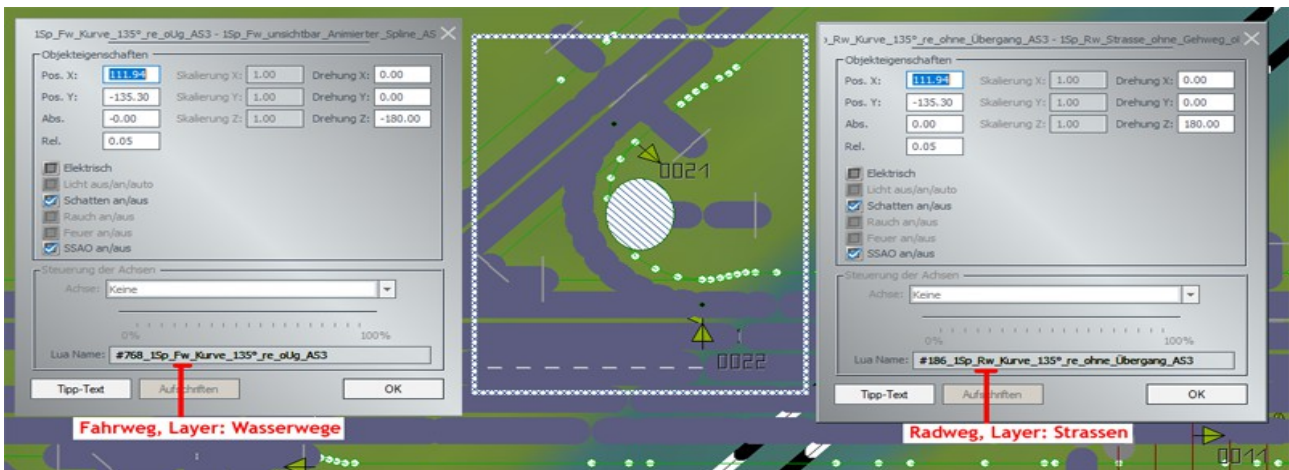 1Sp_Fw_Kurve_135°_re_oÜg_AS3 - 1Sp_Fw_unsichtbar_Animierter_Spline_AS
Objekteigenschaften
Pos. X: 111.94 Skalierung X: 1.00 Drehung X: 0.00
Pos. Y: -135.30 Skalierung Y: 1.00 Drehung Y: 0.00
Abs. -0.00 Skalierung Z: 1.00 Drehung Z: -180.00
Rel. 0.05
Elektrisch
Licht aus/an/auto
Schatten an/aus
Rauch an/aus
Feuer an/aus
SSAO an/aus
Steuerung der Achsen
Achse: Keine
0% 100%
Lua Name: #768_1Sp_Fw_Kurve_135°_re_oÜg_AS3
Tipp-Text Aufschriften OK
Fahrweg, Layer: Wasserwege
0021
0022
_Rw_Kurve_135°_re_ohne_Übergang_AS3 - 1Sp_Rw_Strasse_ohne_Gehweg_ol
Objekteigenschaften
Pos. X: 111.94 Skalierung X: 1.00 Drehung X: 0.00
Pos. Y: -135.30 Skalierung Y: 1.00 Drehung Y: 0.00
Abs. 0.00 Skalierung Z: 1.00 Drehung Z: 180.00
Rel. 0.05
Elektrisch
Licht aus/an/auto
Schatten an/aus
Rauch an/aus
Feuer an/aus
SSAO an/aus
Steuerung der Achsen
Achse: Keine
0% 100%
Lua Name: #186_1Sp_Rw_Kurve_135°_re_ohne_Übergang_AS3
Tipp-Text Aufschriften OK
Radweg, Layer: Strassen
0011